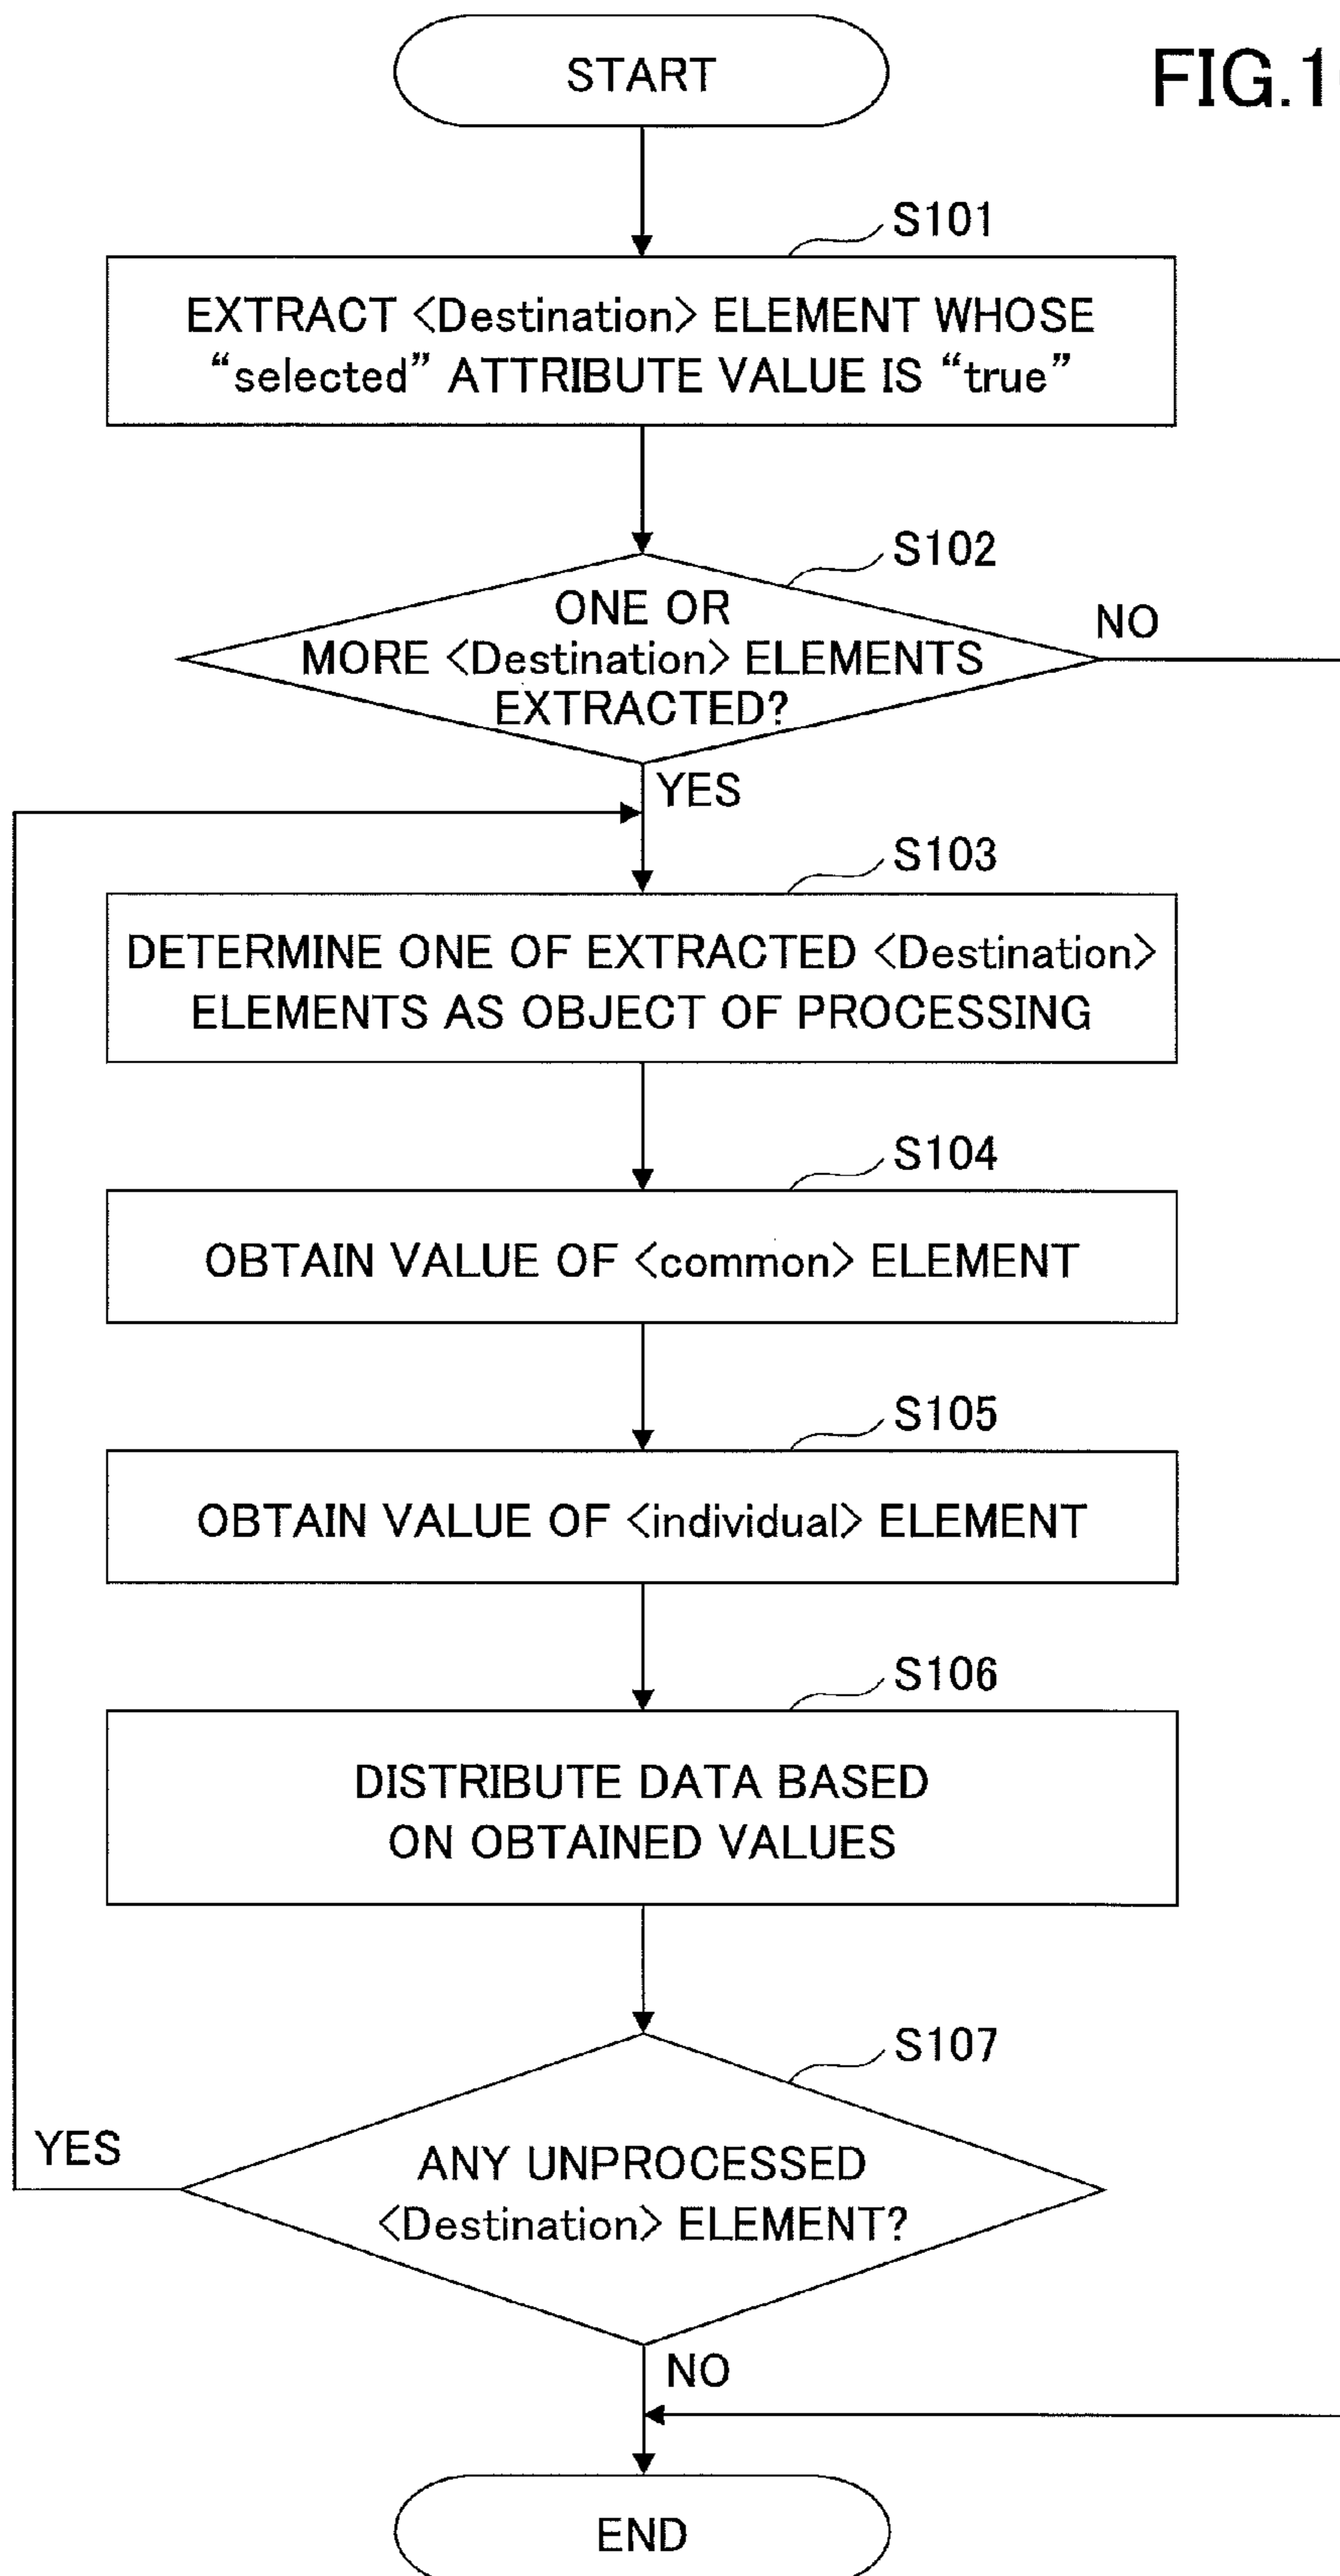 START
FIG.1
S101
EXTRACT <Destination> ELEMENT WHOSE
“selected” ATTRIBUTE VALUE IS “true”
S102
ONE OR
MORE <Destination> ELEMENTS
EXTRACTED?
NO
YES
S103
DETERMINE ONE OF EXTRACTED <Destination>
ELEMENTS AS OBJECT OF PROCESSING
S104
OBTAIN VALUE OF <common> ELEMENT
S105
OBTAIN VALUE OF <individual> ELEMENT
S106
DISTRIBUTE DATA BASED
ON OBTAINED VALUES
S107
YES
ANY UNPROCESSED
<Destination> ELEMENT?
NO
END